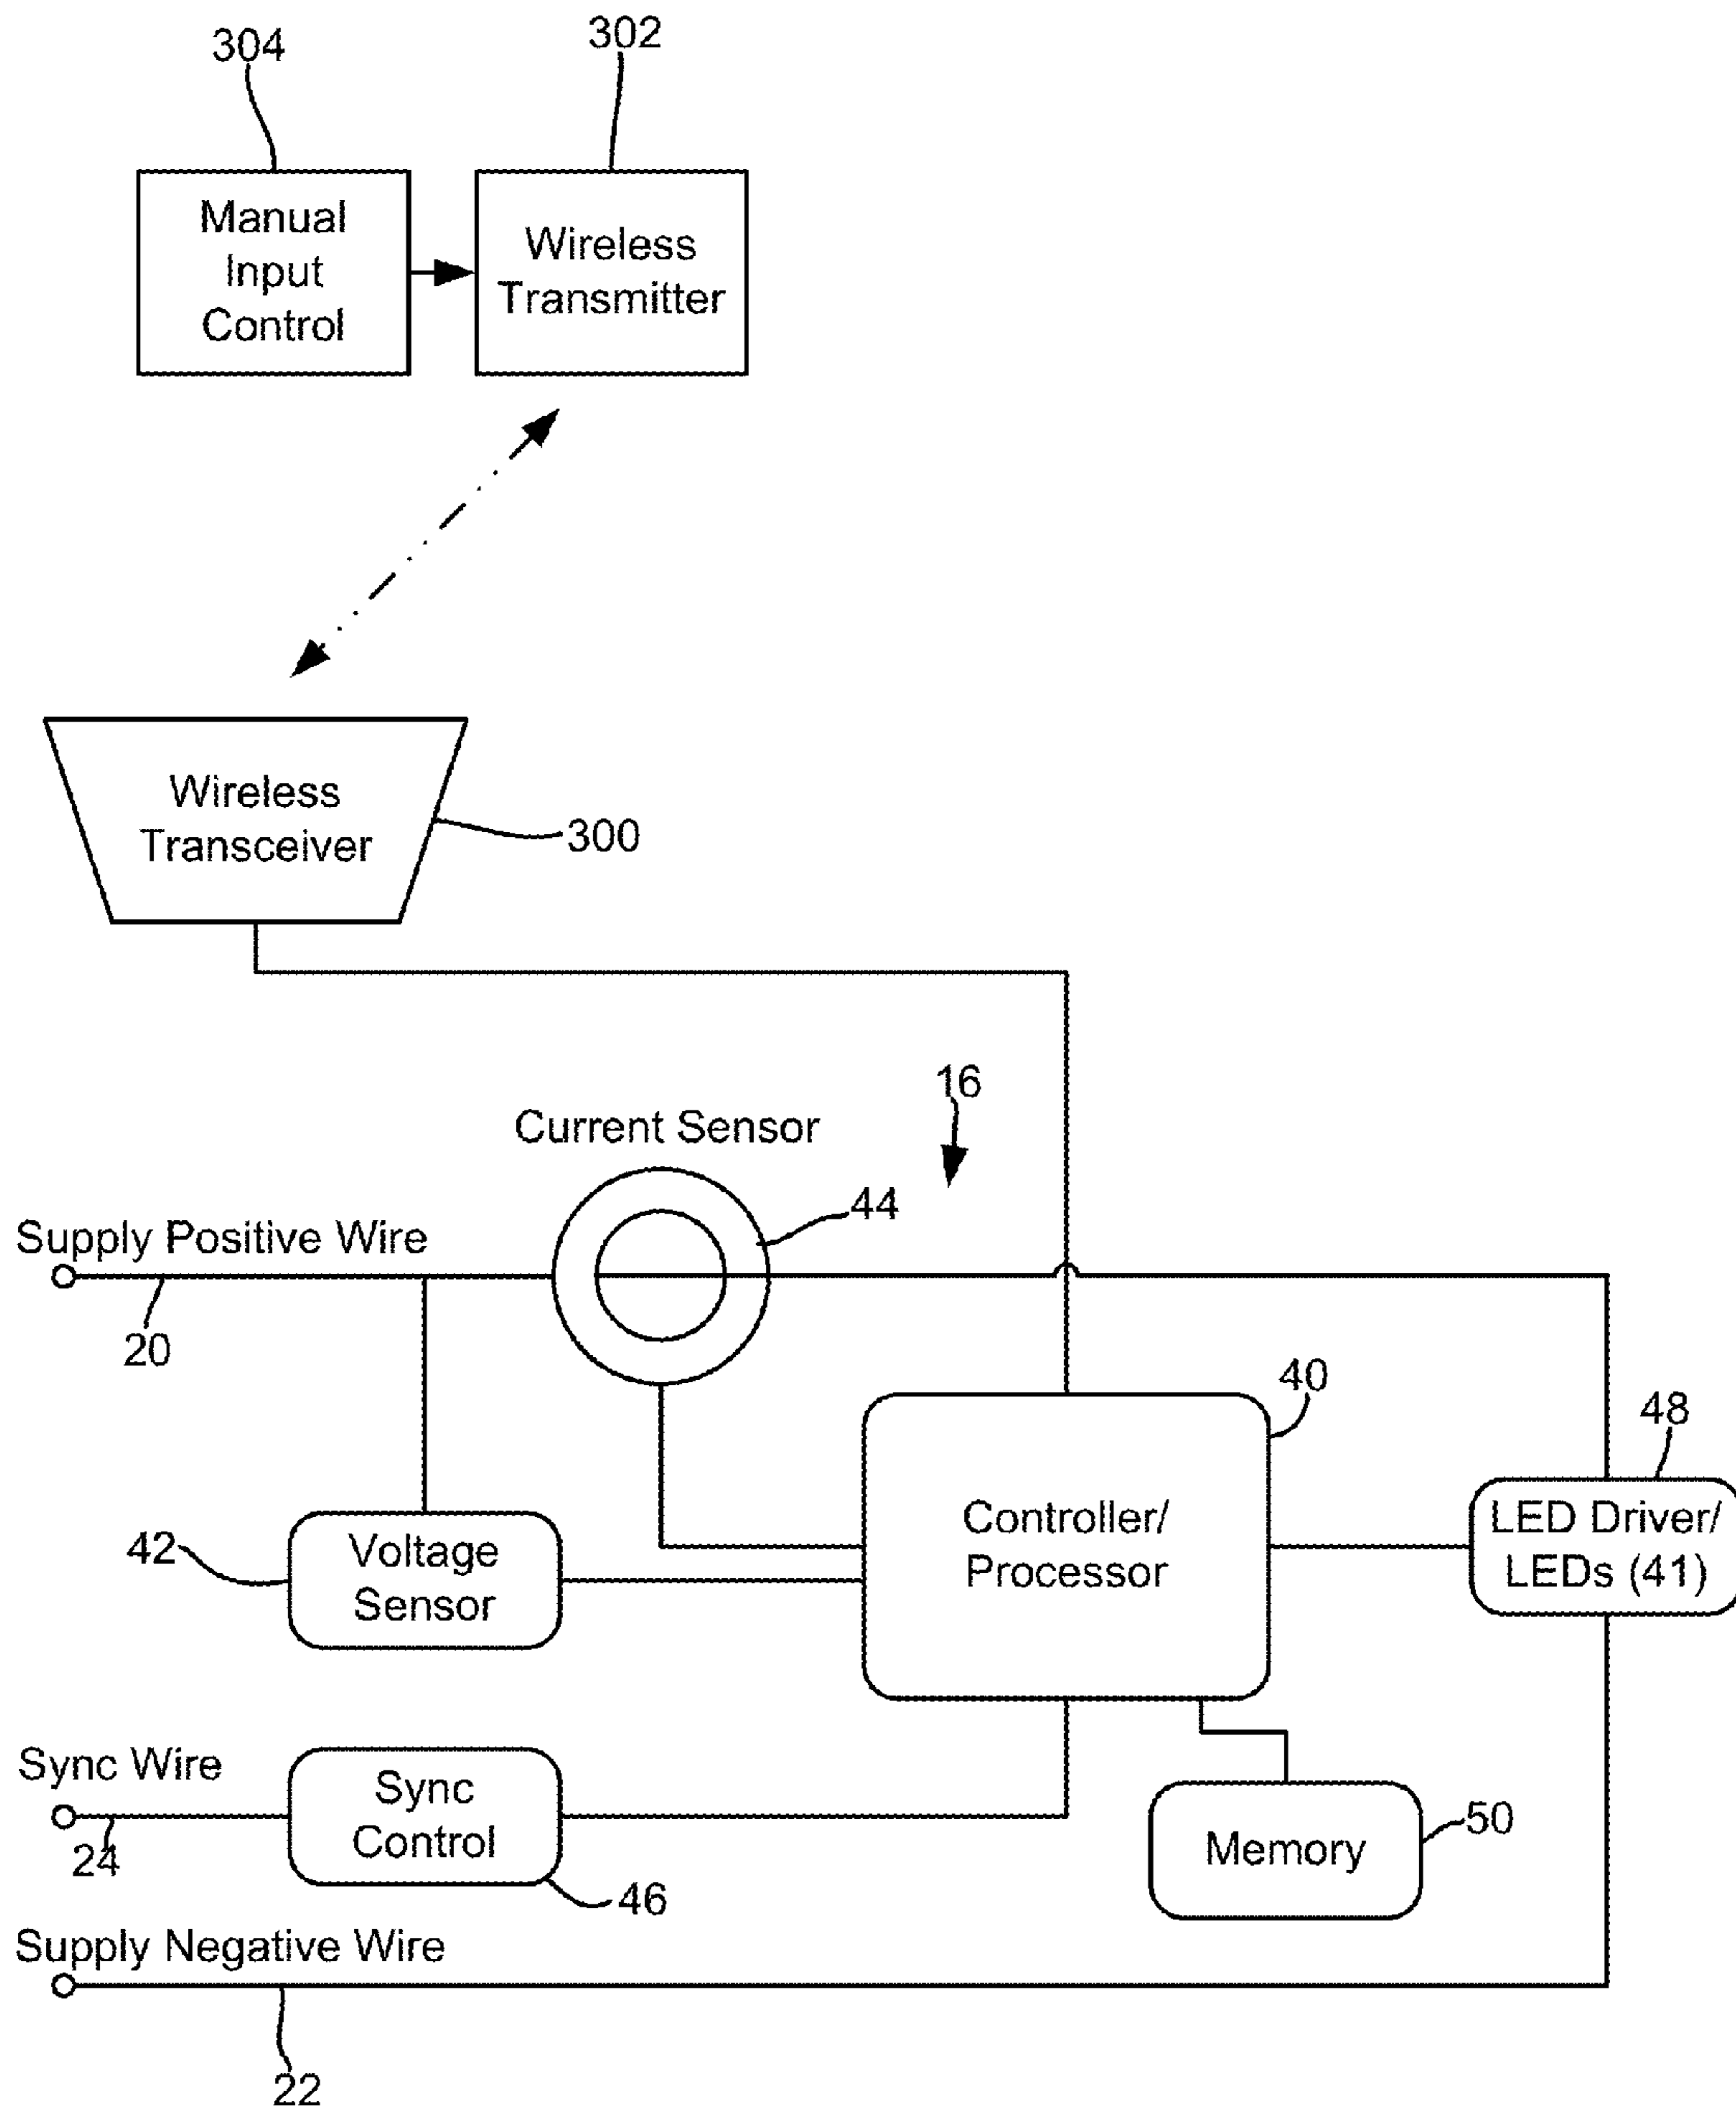 304
302
Manual
Input
Control
Wireless
Transmitter
Wireless
Transceiver
300
16
Current Sensor
44
Supply Positive Wire
20
40
48
Controller/
Processor
LED Driver/
LEDs (41)
42
Voltage
Sensor
Sync Wire
24
Sync
Control
46
Memory
50
Supply Negative Wire
22